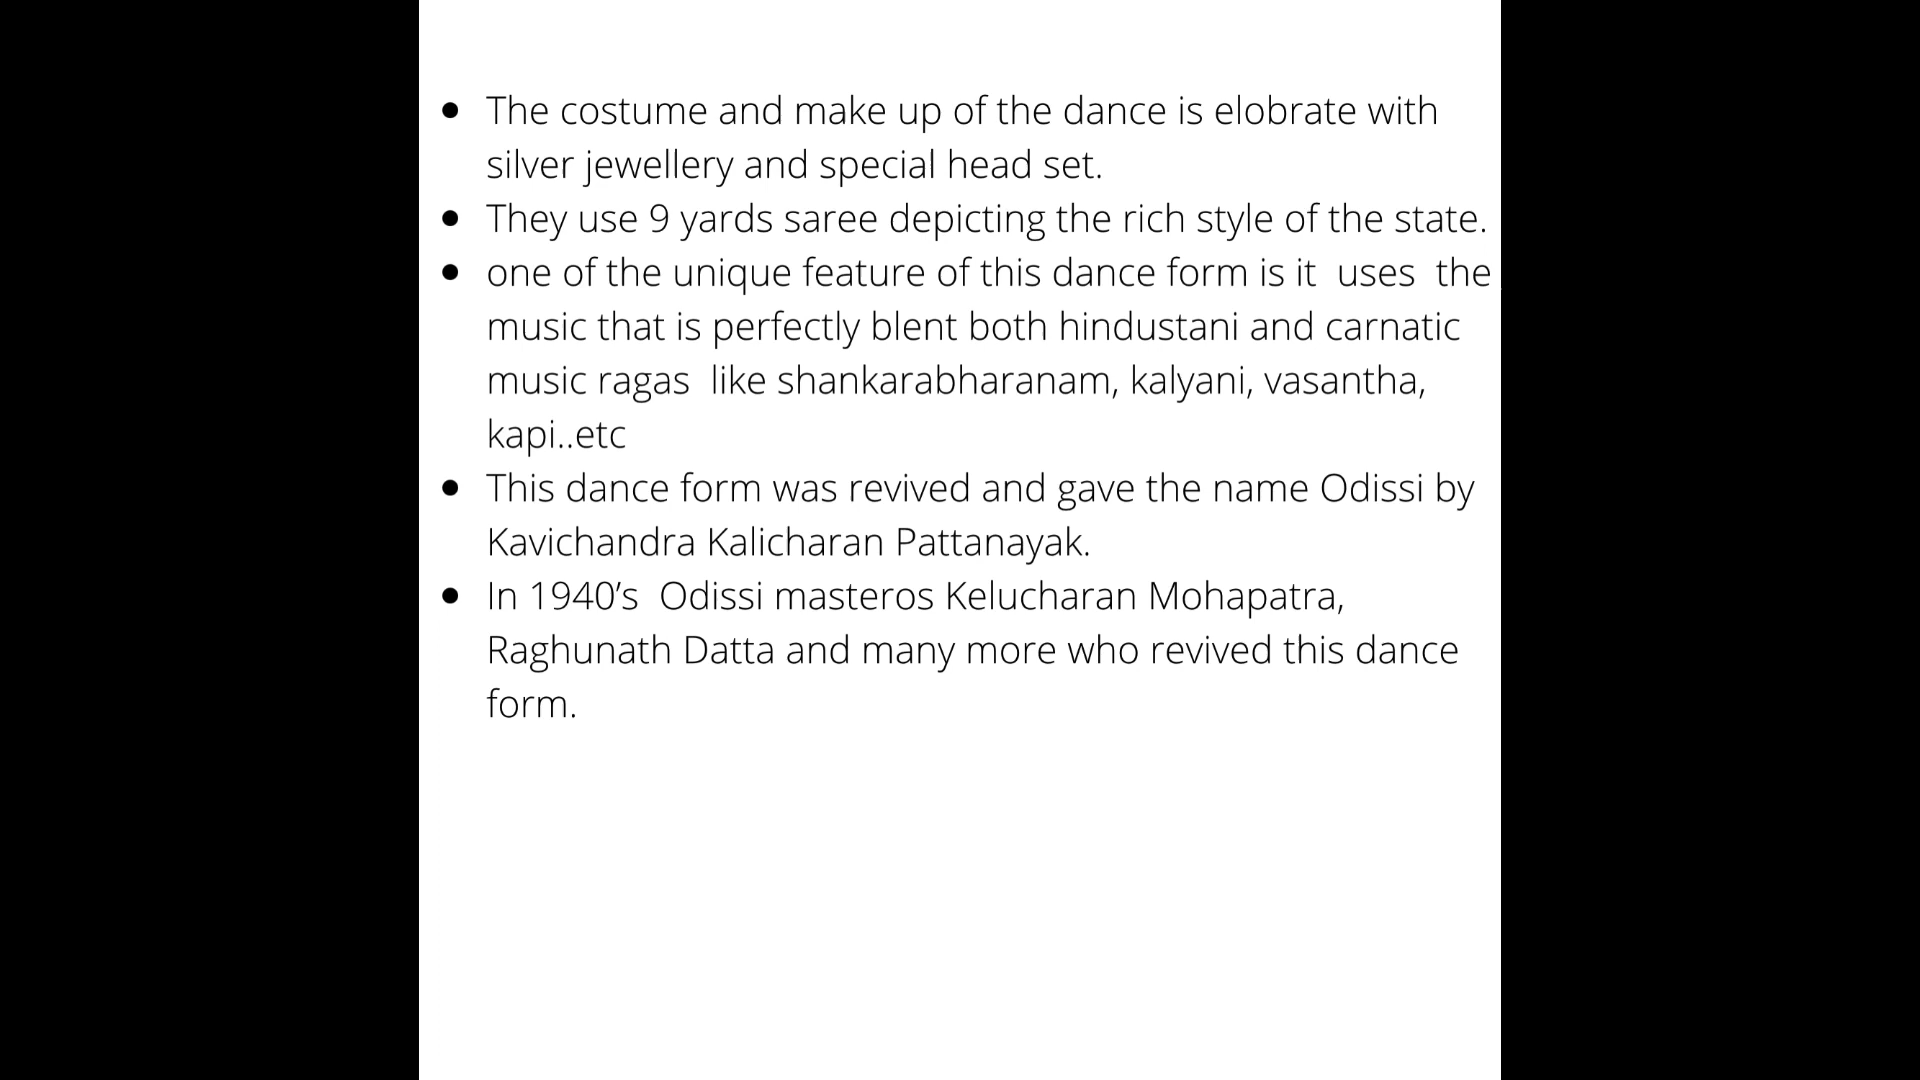 • The costume and make up of the dance is elobrate with
silver jewellery and special head set.
• They use 9 yards saree depicting the rich style of the state.
• one of the unique feature of this dance form is it  uses  the
music that is perfectly blent both hindustani and carnatic
music ragas  like shankarabharanam, kalyani, vasantha,
kapi..etc
• This dance form was revived and gave the name Odissi by
Kavichandra Kalicharan Pattanayak.
• In 1940’s  Odissi masteros Kelucharan Mohapatra,
Raghunath Datta and many more who revived this dance
form.